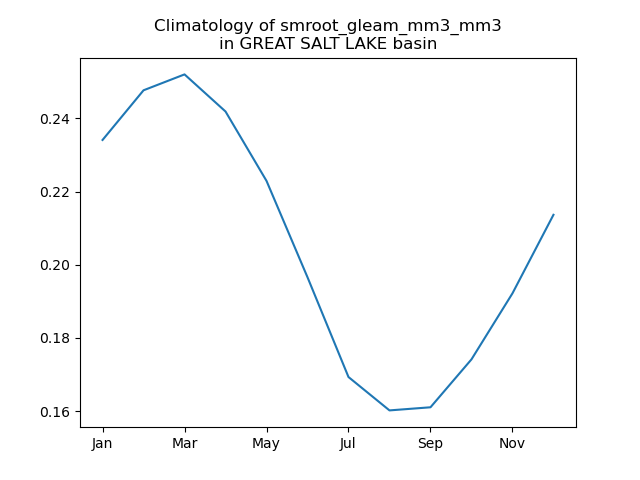 Climatology of smroot_gleam_mm3_mm3
in GREAT SALT LAKE basin
0.24
0.22
0.20
0.18
0.16
Jan Mar May Jul Sep Nov